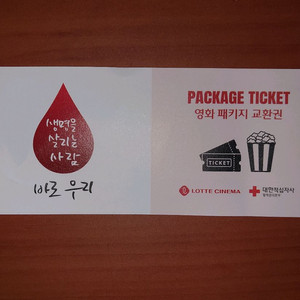 생명을
살리는
사람
바로 우리
PACKAGE TICKET
영화 패키지 교환권
TICKET
LOTTE CINEMA
대한적십자사